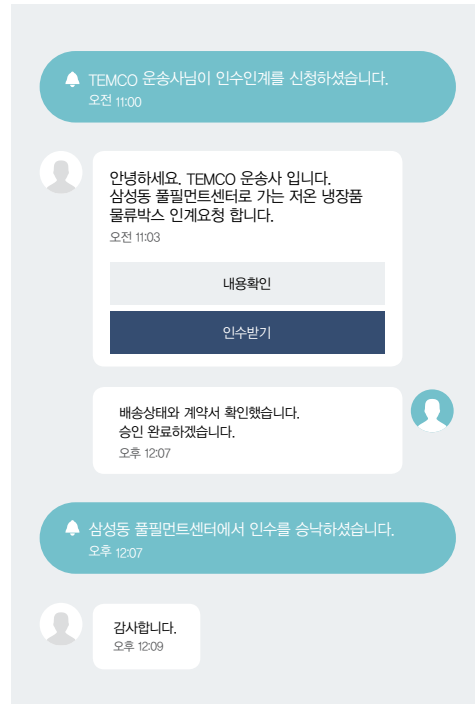 TEMCO 운송사님이 인수인계를 신청하셨습니다.
오전 11:00
안녕하세요. TEMCO 운송사 입니다.
삼성동 풀필먼트센터로 가는 저온 냉장품
물류박스 인계요청 합니다.
오전 11:03
내용확인
인수받기
배송상태와 계약서 확인했습니다.
승인 완료하겠습니다.
오후 12:07
삼성동 풀필먼트센터에서 인수를 승낙하셨습니다.
오후 12:07
감사합니다.
오후 12:09